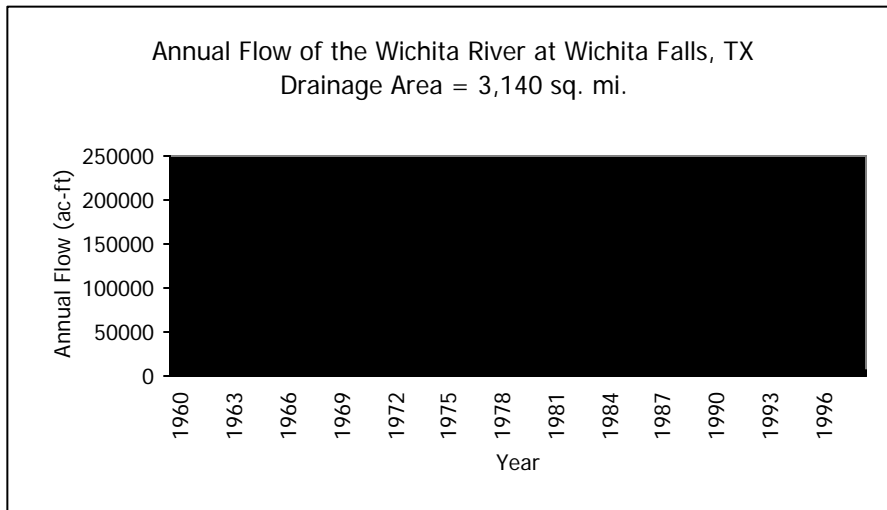 Annual Flow of the Wichita River at Wichita Falls, TX
Drainage Area = 3,140 sq. mi.
Annual Flow (ac-ft)
250000
200000
150000
100000
50000
0
1960 1963 1966 1969 1972 1975 1978 1981 1984 1987 1990 1993 1996
Year